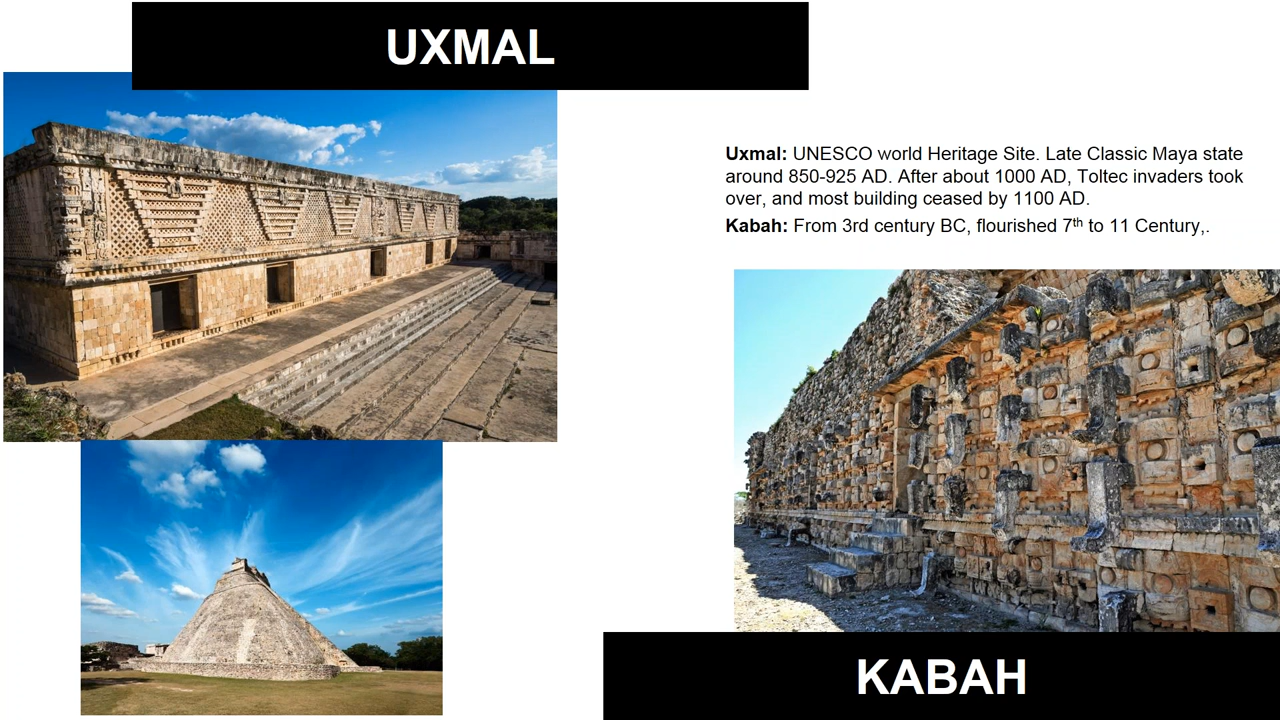 UXMAL
Uxmal: UNESCO world Heritage Site. Late Classic Maya state
around 850-925 AD. After about 1000 AD, Toltec invaders took
over, and most building ceased by 1100 AD.
Kabah: From 3rd century BC, flourished 7th to 11 Century,.
KABAH